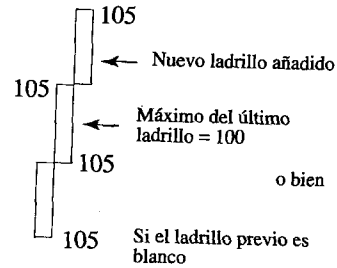 105
Nuevo ladrillo añadido
105
Máximo del último
ladrillo = 100
105
o bien
105
Si el ladrillo previo es
blanco